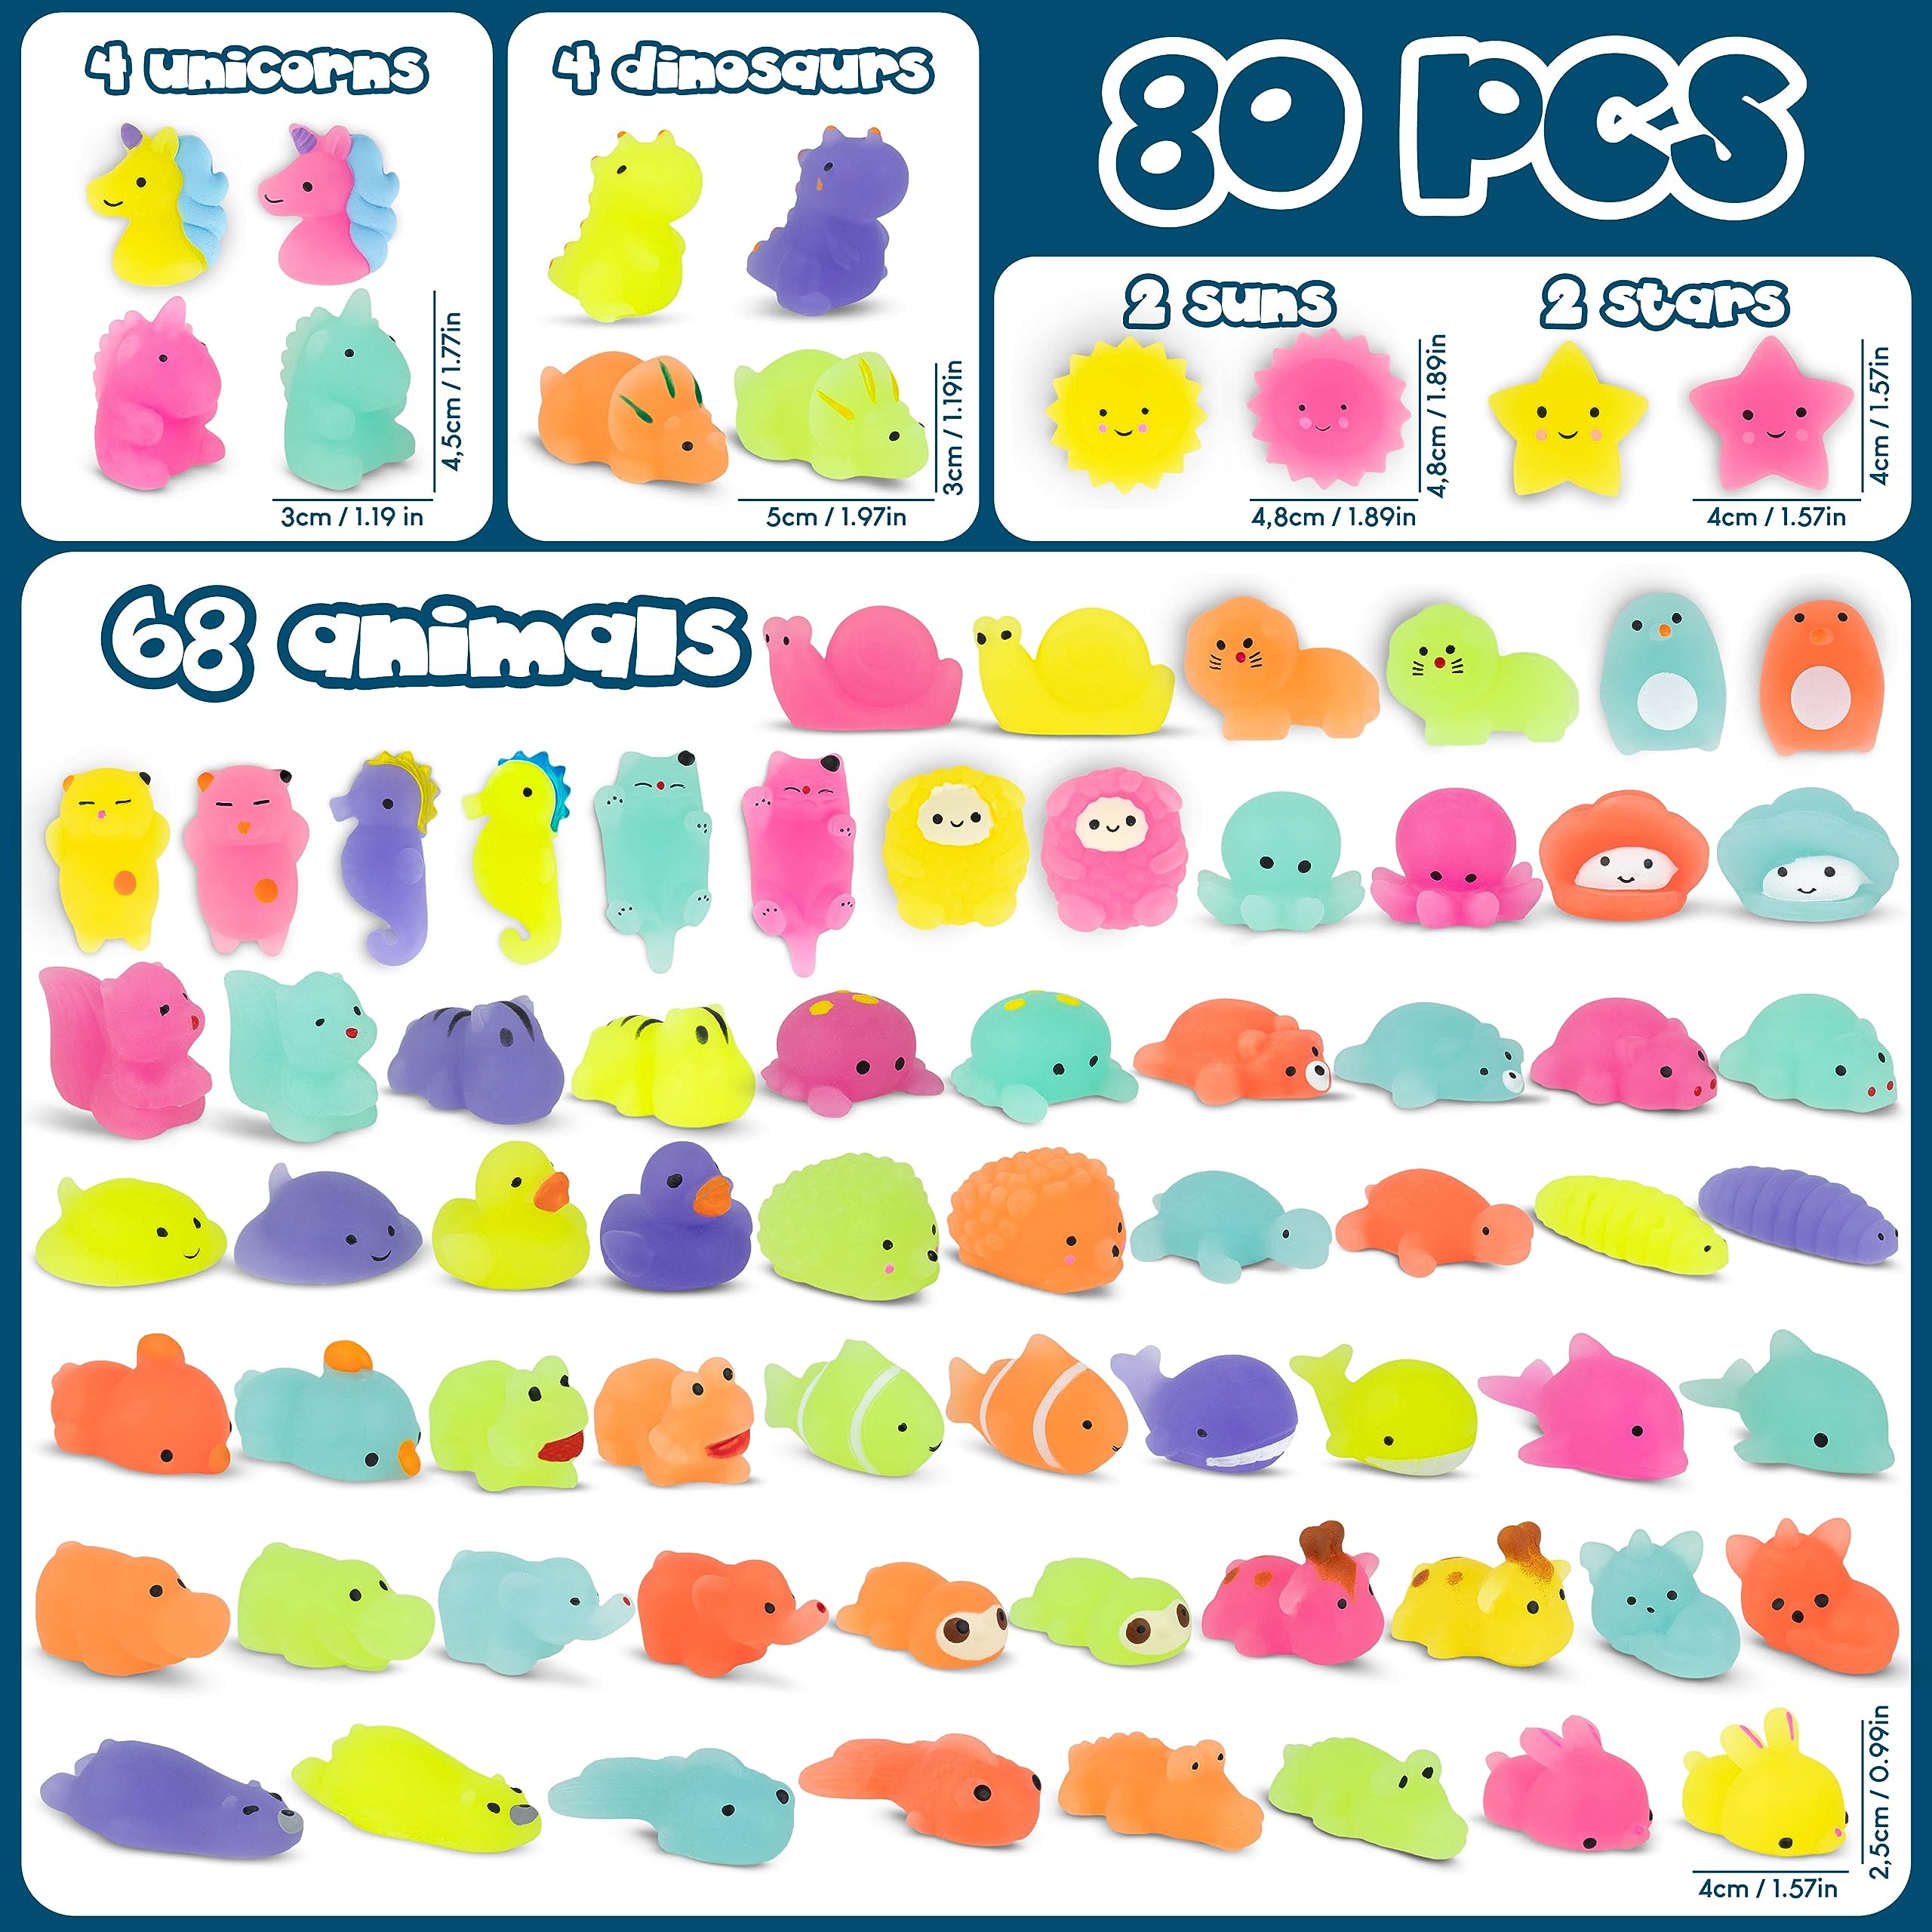 4 unicorns
4,5cm / 1.77in
3cm / 1.19 in
4 dinosaurs
3cm / 1.19in
5cm / 1.97in
80 PCS
2 suns
4,8cm / 1.89in
4,8cm / 1.89in
2 stars
4cm / 1.57in
4cm / 1.57in
68 animals
2,5cm / 0.99in
4cm / 1.57in